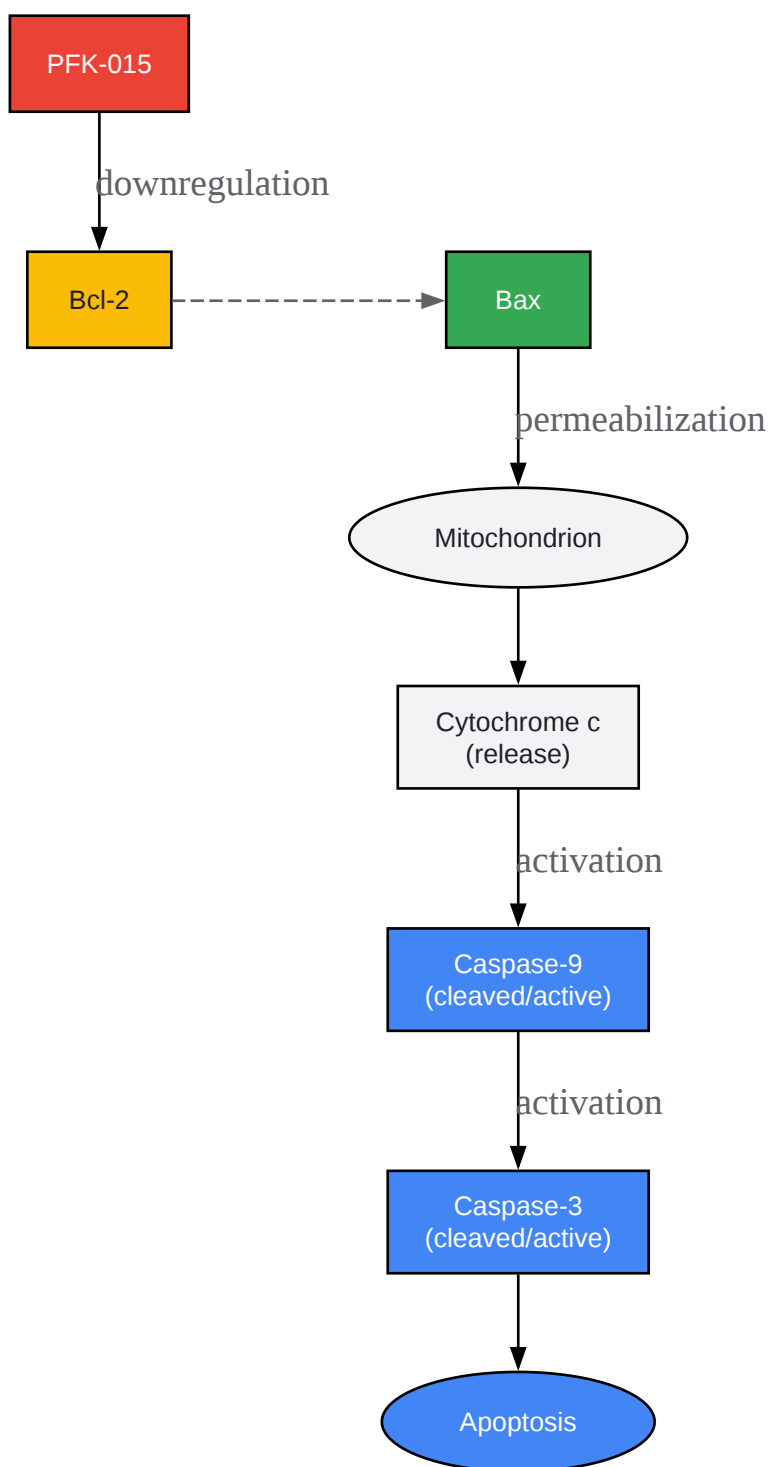 PFK-015
downregulation
Bcl-2
Bax
permeabilization
Mitochondrion
Cytochrome c
(release)
activation
Caspase-9
(cleaved/active)
activation
Caspase-3
(cleaved/active)
Apoptosis